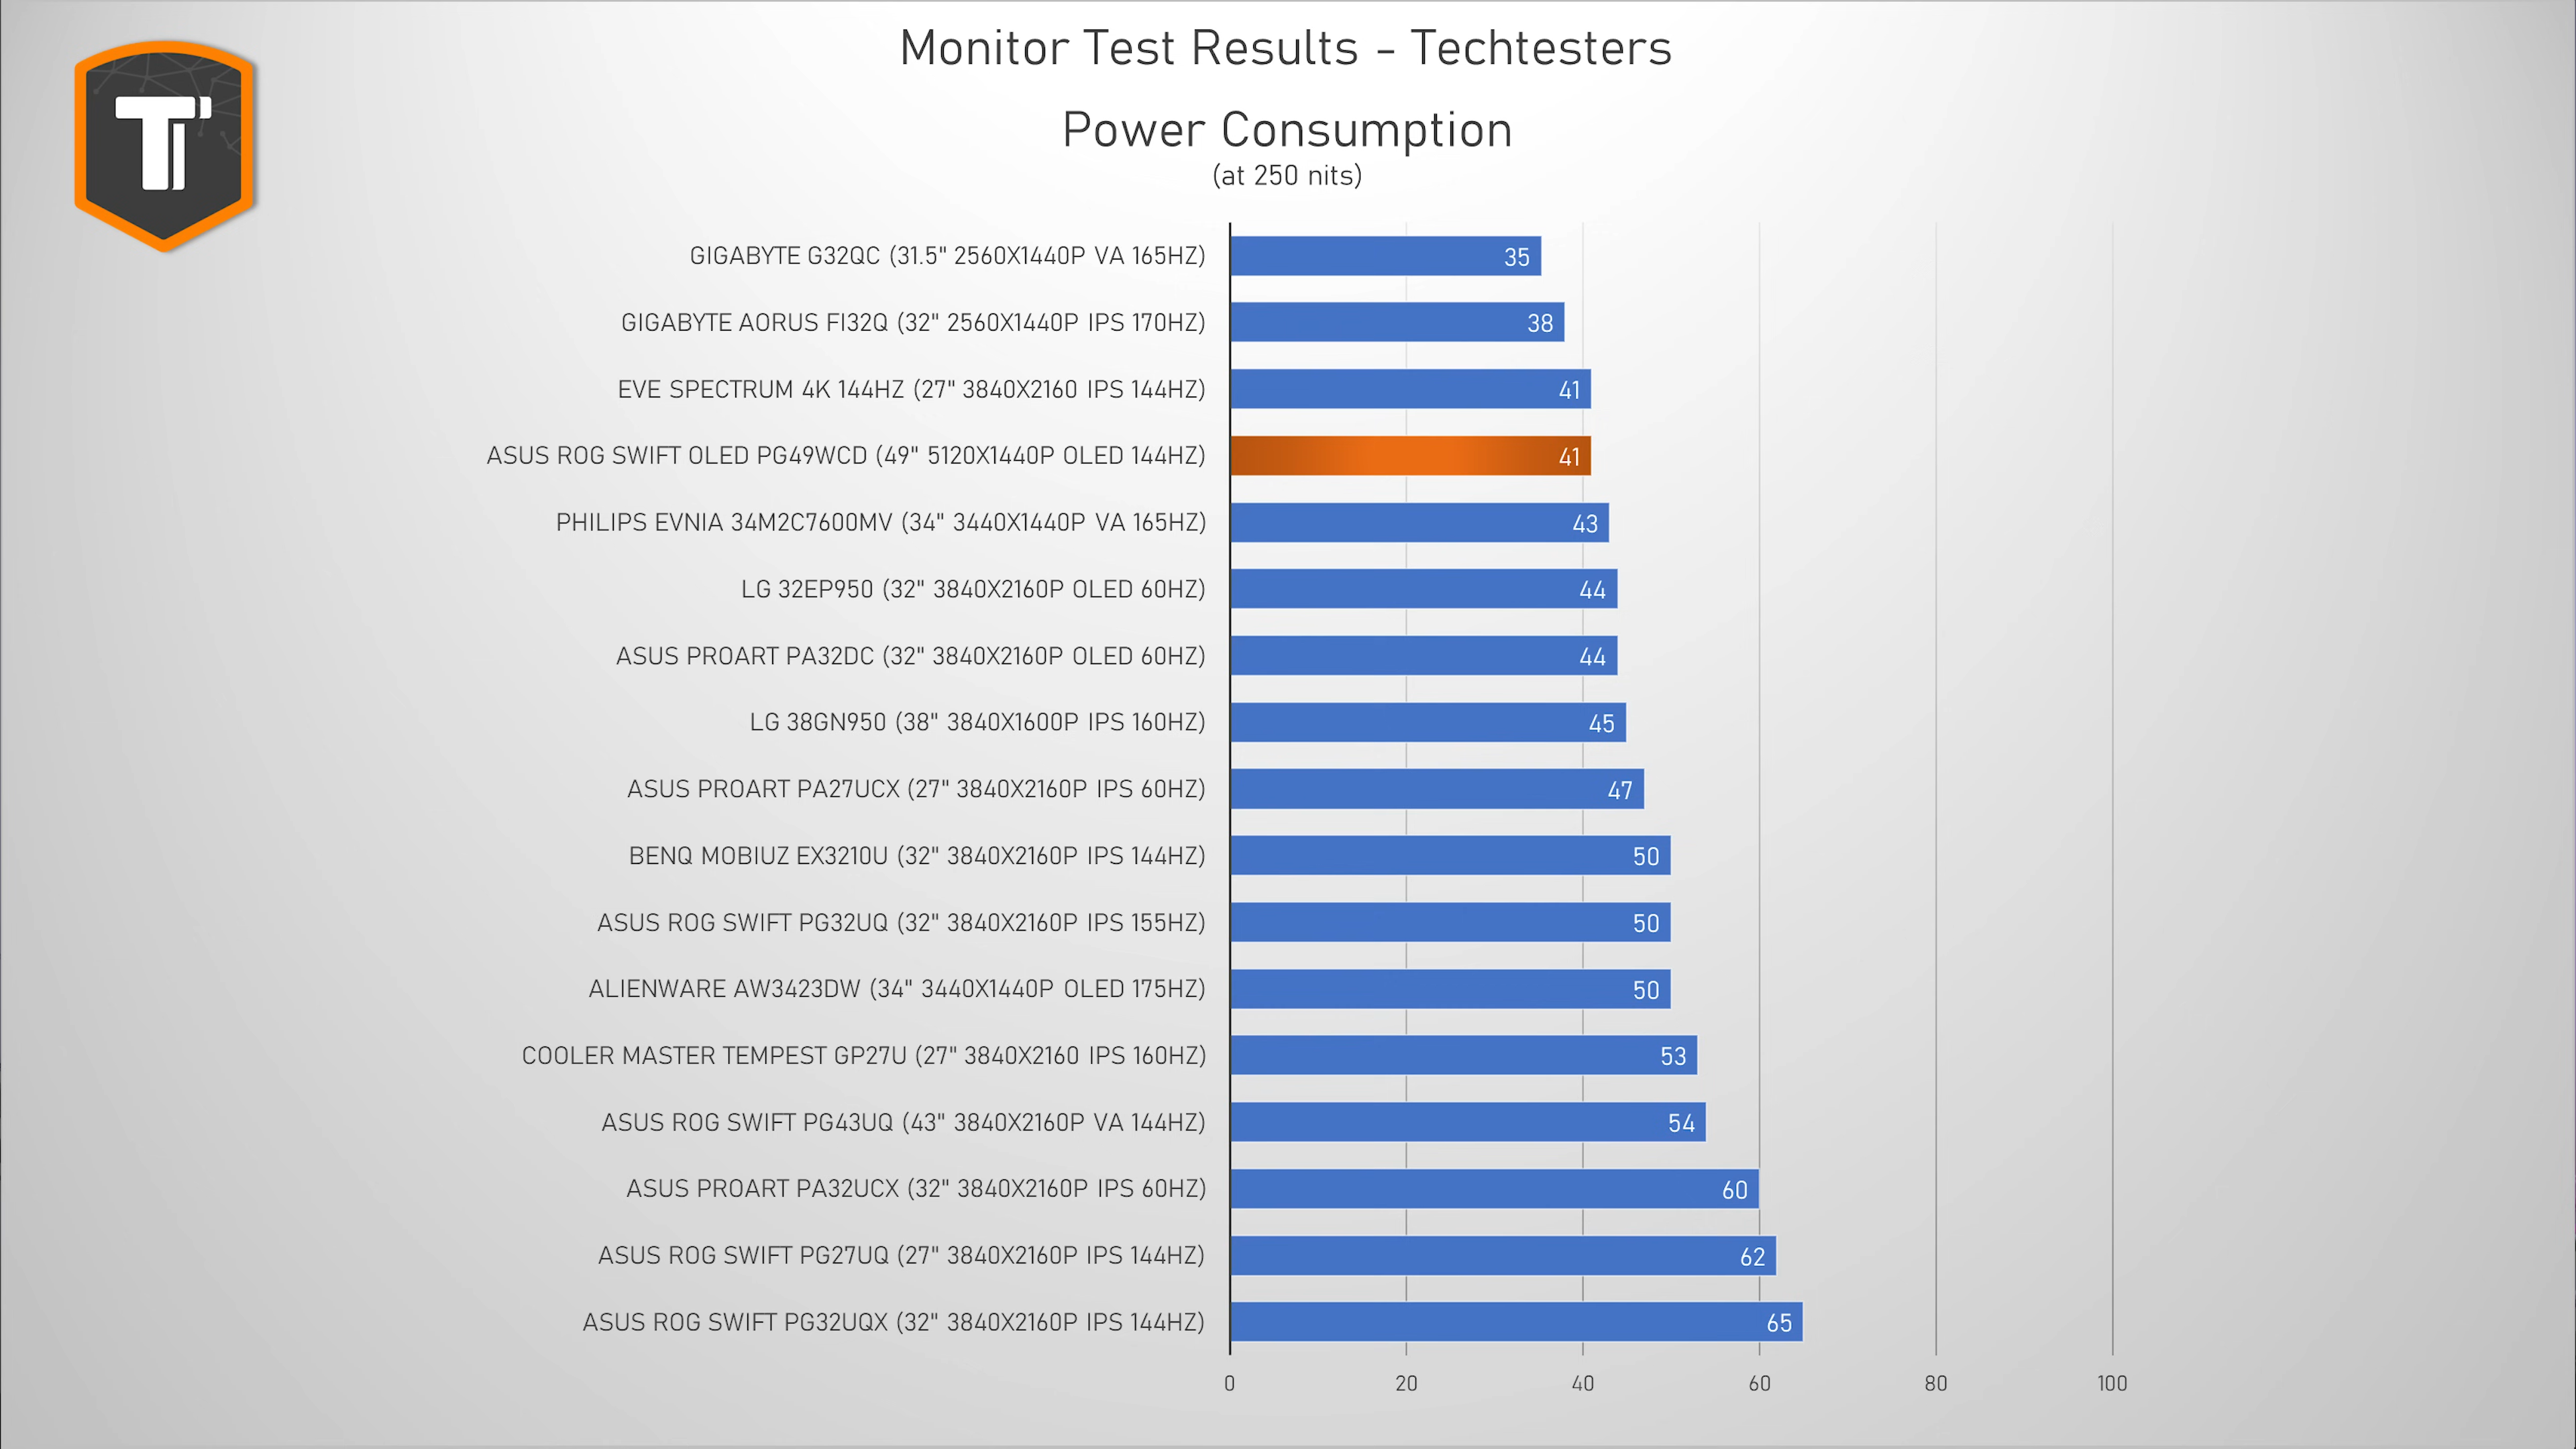 Monitor Test Results - Techtesters
Power Consumption
(at 250 nits)
GIGABYTE G32QC (31.5" 2560X1440P VA 165HZ) 35
GIGABYTE AORUS FI32Q (32" 2560X1440P IPS 170HZ) 38
EVE SPECTRUM 4K 144HZ (27" 3840X2160 IPS 144HZ) 41
ASUS ROG SWIFT OLED PG49WCD (49" 5120X1440P OLED 144HZ) 41
PHILIPS EVNIA 34M2C7600MV (34" 3440X1440P VA 165HZ) 43
LG 32EP950 (32" 3840X2160P OLED 60HZ) 44
ASUS PROART PA32DC (32" 3840X2160P OLED 60HZ) 44
LG 38GN950 (38" 3840X1600P IPS 160HZ) 45
ASUS PROART PA27UCX (27" 3840X2160P IPS 60HZ) 47
BENQ MOBIUZ EX3210U (32" 3840X2160P IPS 144HZ) 50
ASUS ROG SWIFT PG32UQ (32" 3840X2160P IPS 155HZ) 50
ALIENWARE AW3423DW (34" 3440X1440P OLED 175HZ) 50
COOLER MASTER TEMPEST GP27U (27" 3840X2160 IPS 160HZ) 53
ASUS ROG SWIFT PG43UQ (43" 3840X2160P VA 144HZ) 54
ASUS PROART PA32UCX (32" 3840X2160P IPS 60HZ) 60
ASUS ROG SWIFT PG27UQ (27" 3840X2160P IPS 144HZ) 62
ASUS ROG SWIFT PG32UQX (32" 3840X2160P IPS 144HZ) 65
0 20 40 60 80 100